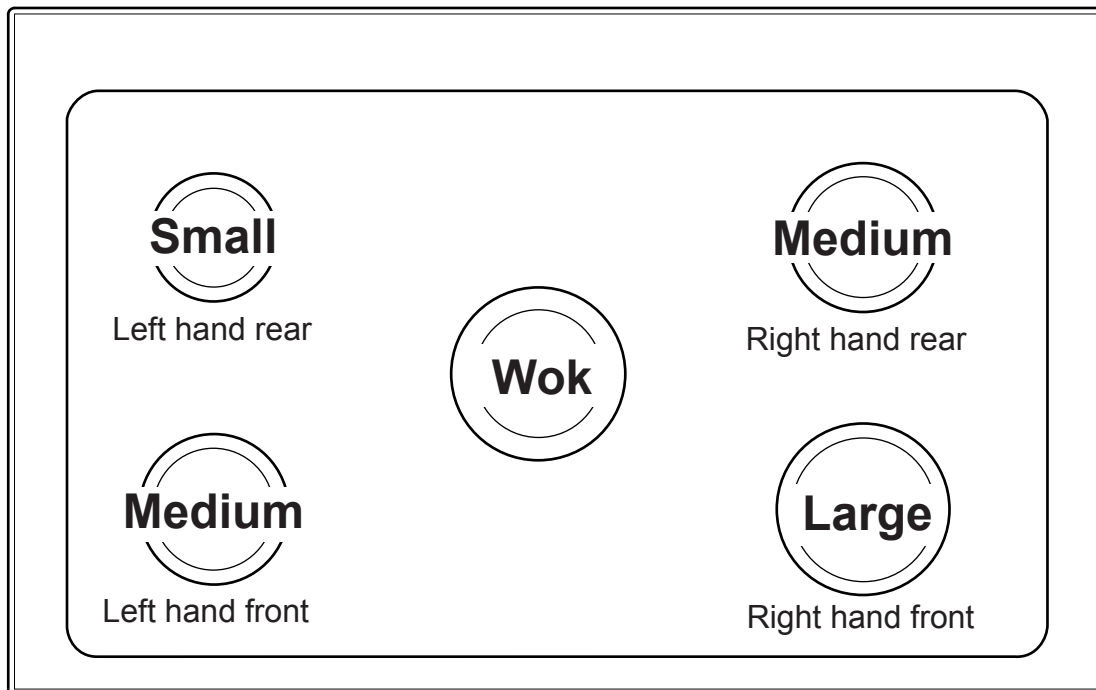 Small
Left hand rear
Medium
Right hand rear
Wok
Medium
Left hand front
Large
Right hand front